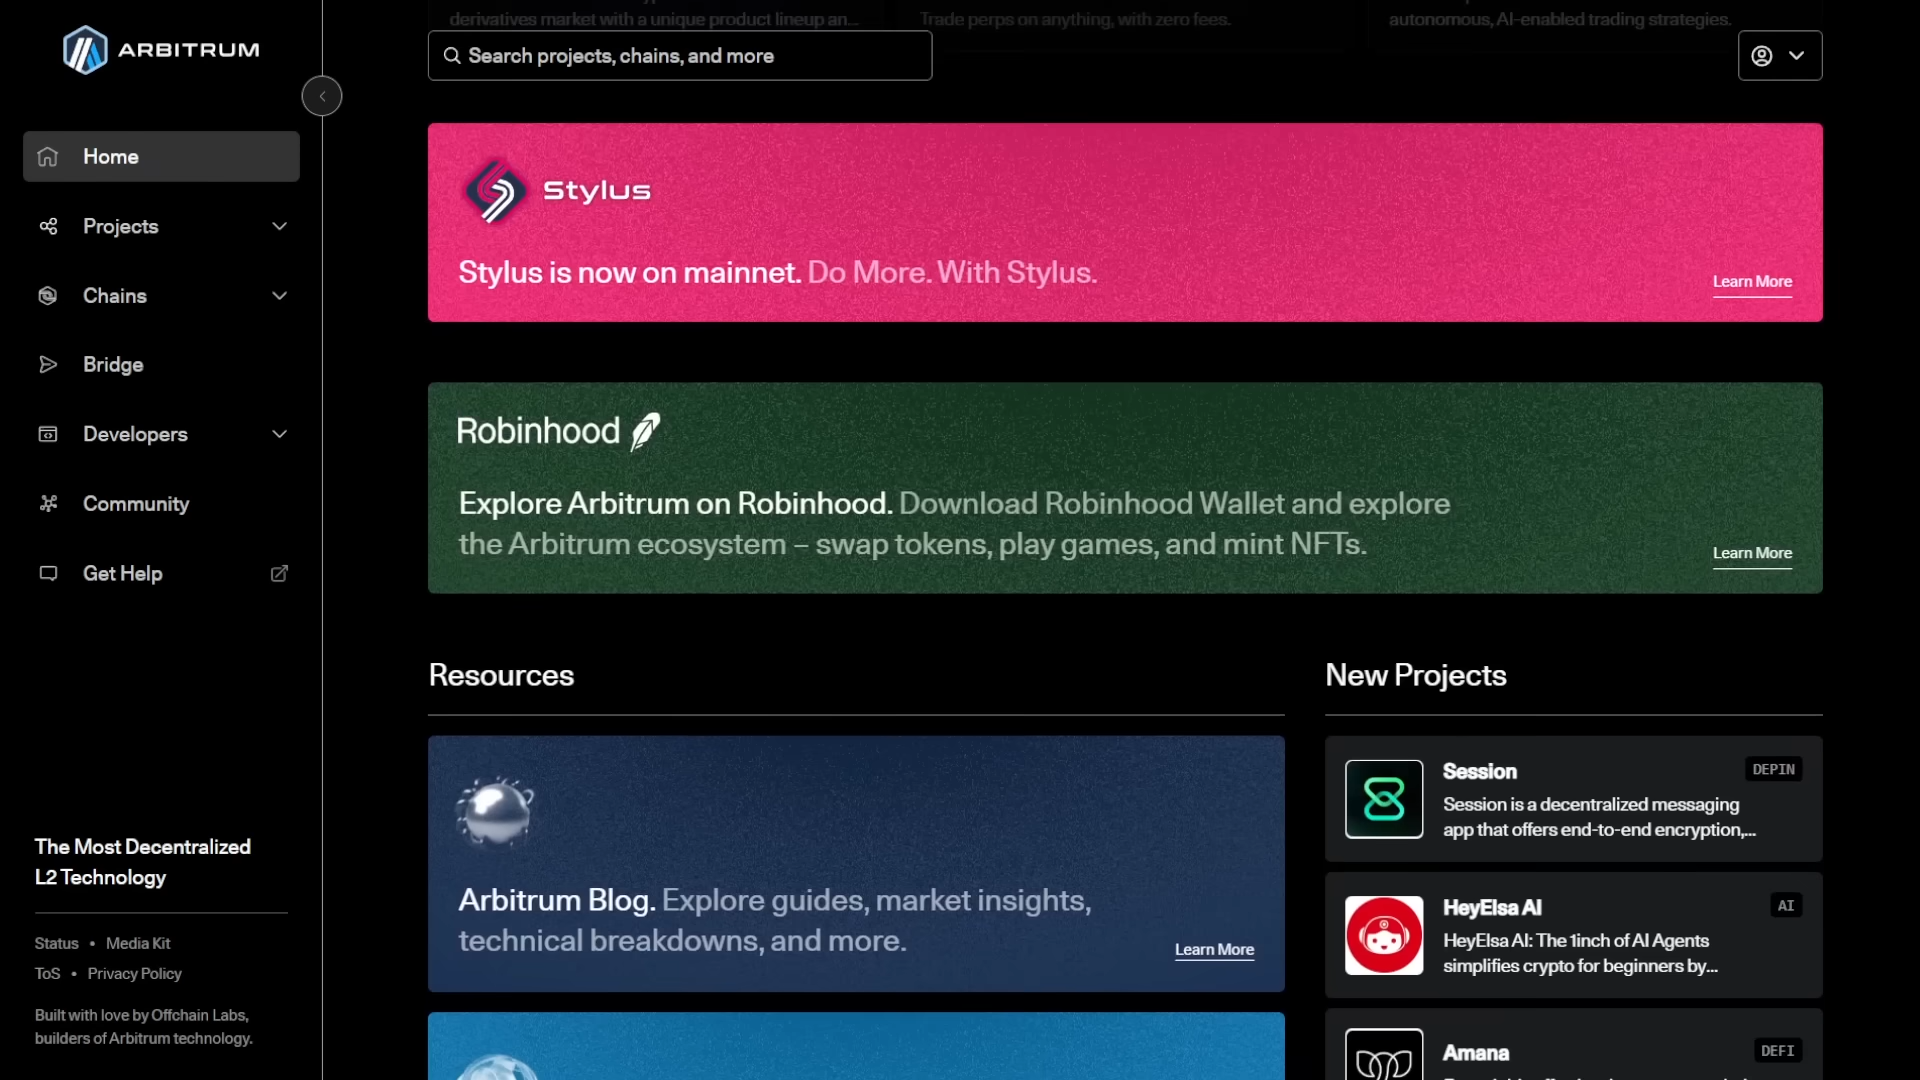 ARBITRUM
Home
Projects
Chains
Bridge
Developers
Community
Get Help
The Most Decentralized
L2 Technology
Status • Media Kit
ToS • Privacy Policy
Built with love by Offchain Labs,
builders of Arbitrum technology.
derivatives market with a unique product lineup an...
Trade perps on anything, with zero fees.
autonomous, AI-enabled trading strategies.
Search projects, chains, and more
Stylus
Stylus is now on mainnet. Do More. With Stylus.
Learn More
Robinhood
Explore Arbitrum on Robinhood. Download Robinhood Wallet and explore
the Arbitrum ecosystem – swap tokens, play games, and mint NFTs.
Learn More
Resources
Arbitrum Blog. Explore guides, market insights,
technical breakdowns, and more.
Learn More
New Projects
Session
DEPIN
Session is a decentralized messaging
app that offers end-to-end encryption,...
HeyElsa AI
AI
HeyElsa AI: The 1inch of AI Agents
simplifies crypto for beginners by...
Amana
DEFI